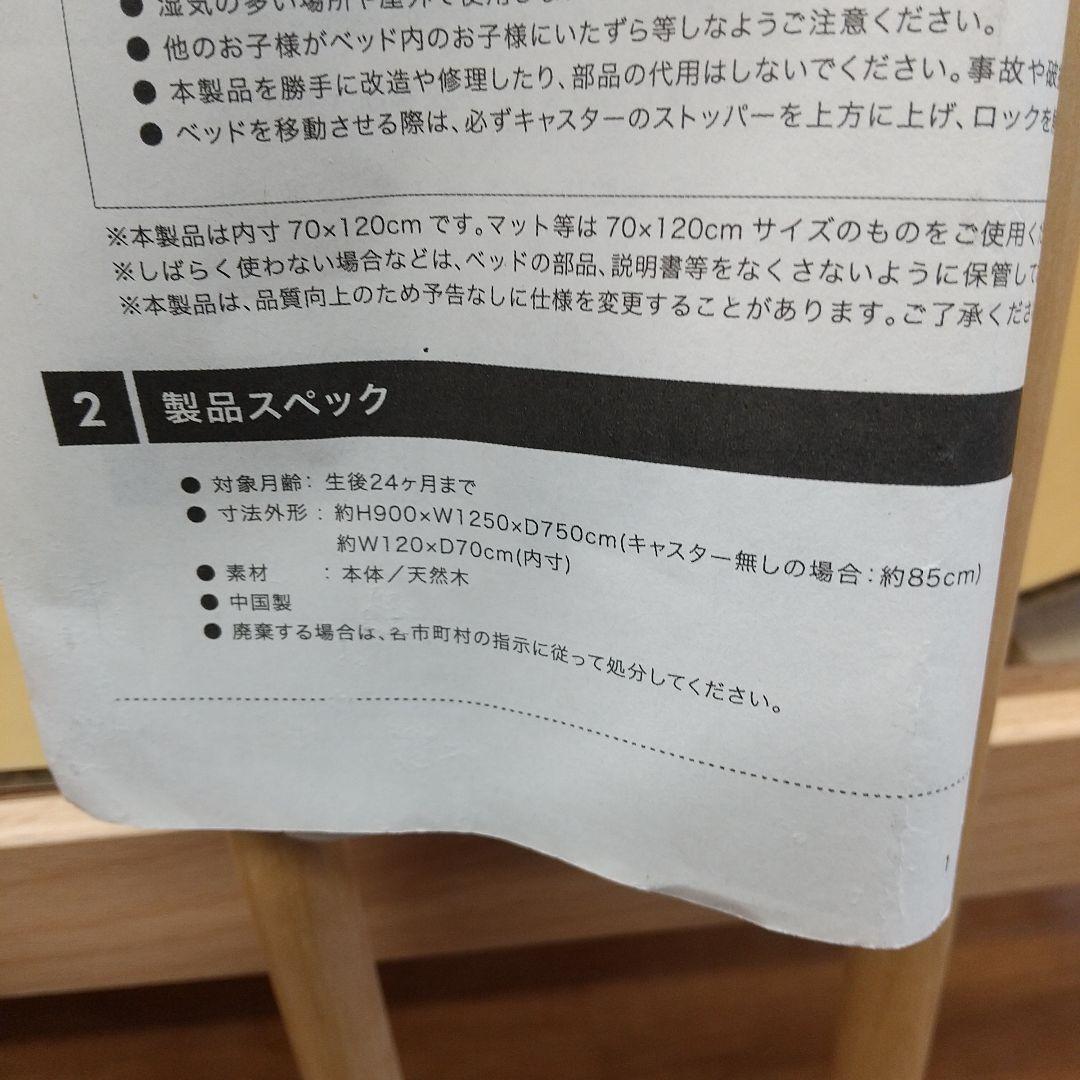 ● 湿気の多い場所や屋外で使用しな
● 他のお子様がベッド内のお子様にいたずら等しなようご注意ください。
● 本製品を勝手に改造や修理したり、部品の代用はしないでください。事故や破
● ベッドを移動させる際は、必ずキャスターのストッパーを上方に上げ、ロックを
※本製品は内寸 70×120cm です。マット等は 70×120cm サイズのものをご使用く
※しばらく使わない場合などは、ベッドの部品、説明書等をなくさないように保管して
※本製品は、品質向上のため予告なしに仕様を変更することがあります。ご了承くださ
2 製品スペック
● 対象月齢： 生後24ヶ月まで
● 寸法外形： 約H900×W1250×D750cm(キャスター無しの場合：約85cm)
約W120×D70cm(内寸)
● 素材 ：本体／天然木
● 中国製
● 廃棄する場合は、各市町村の指示に従って処分してください。
1